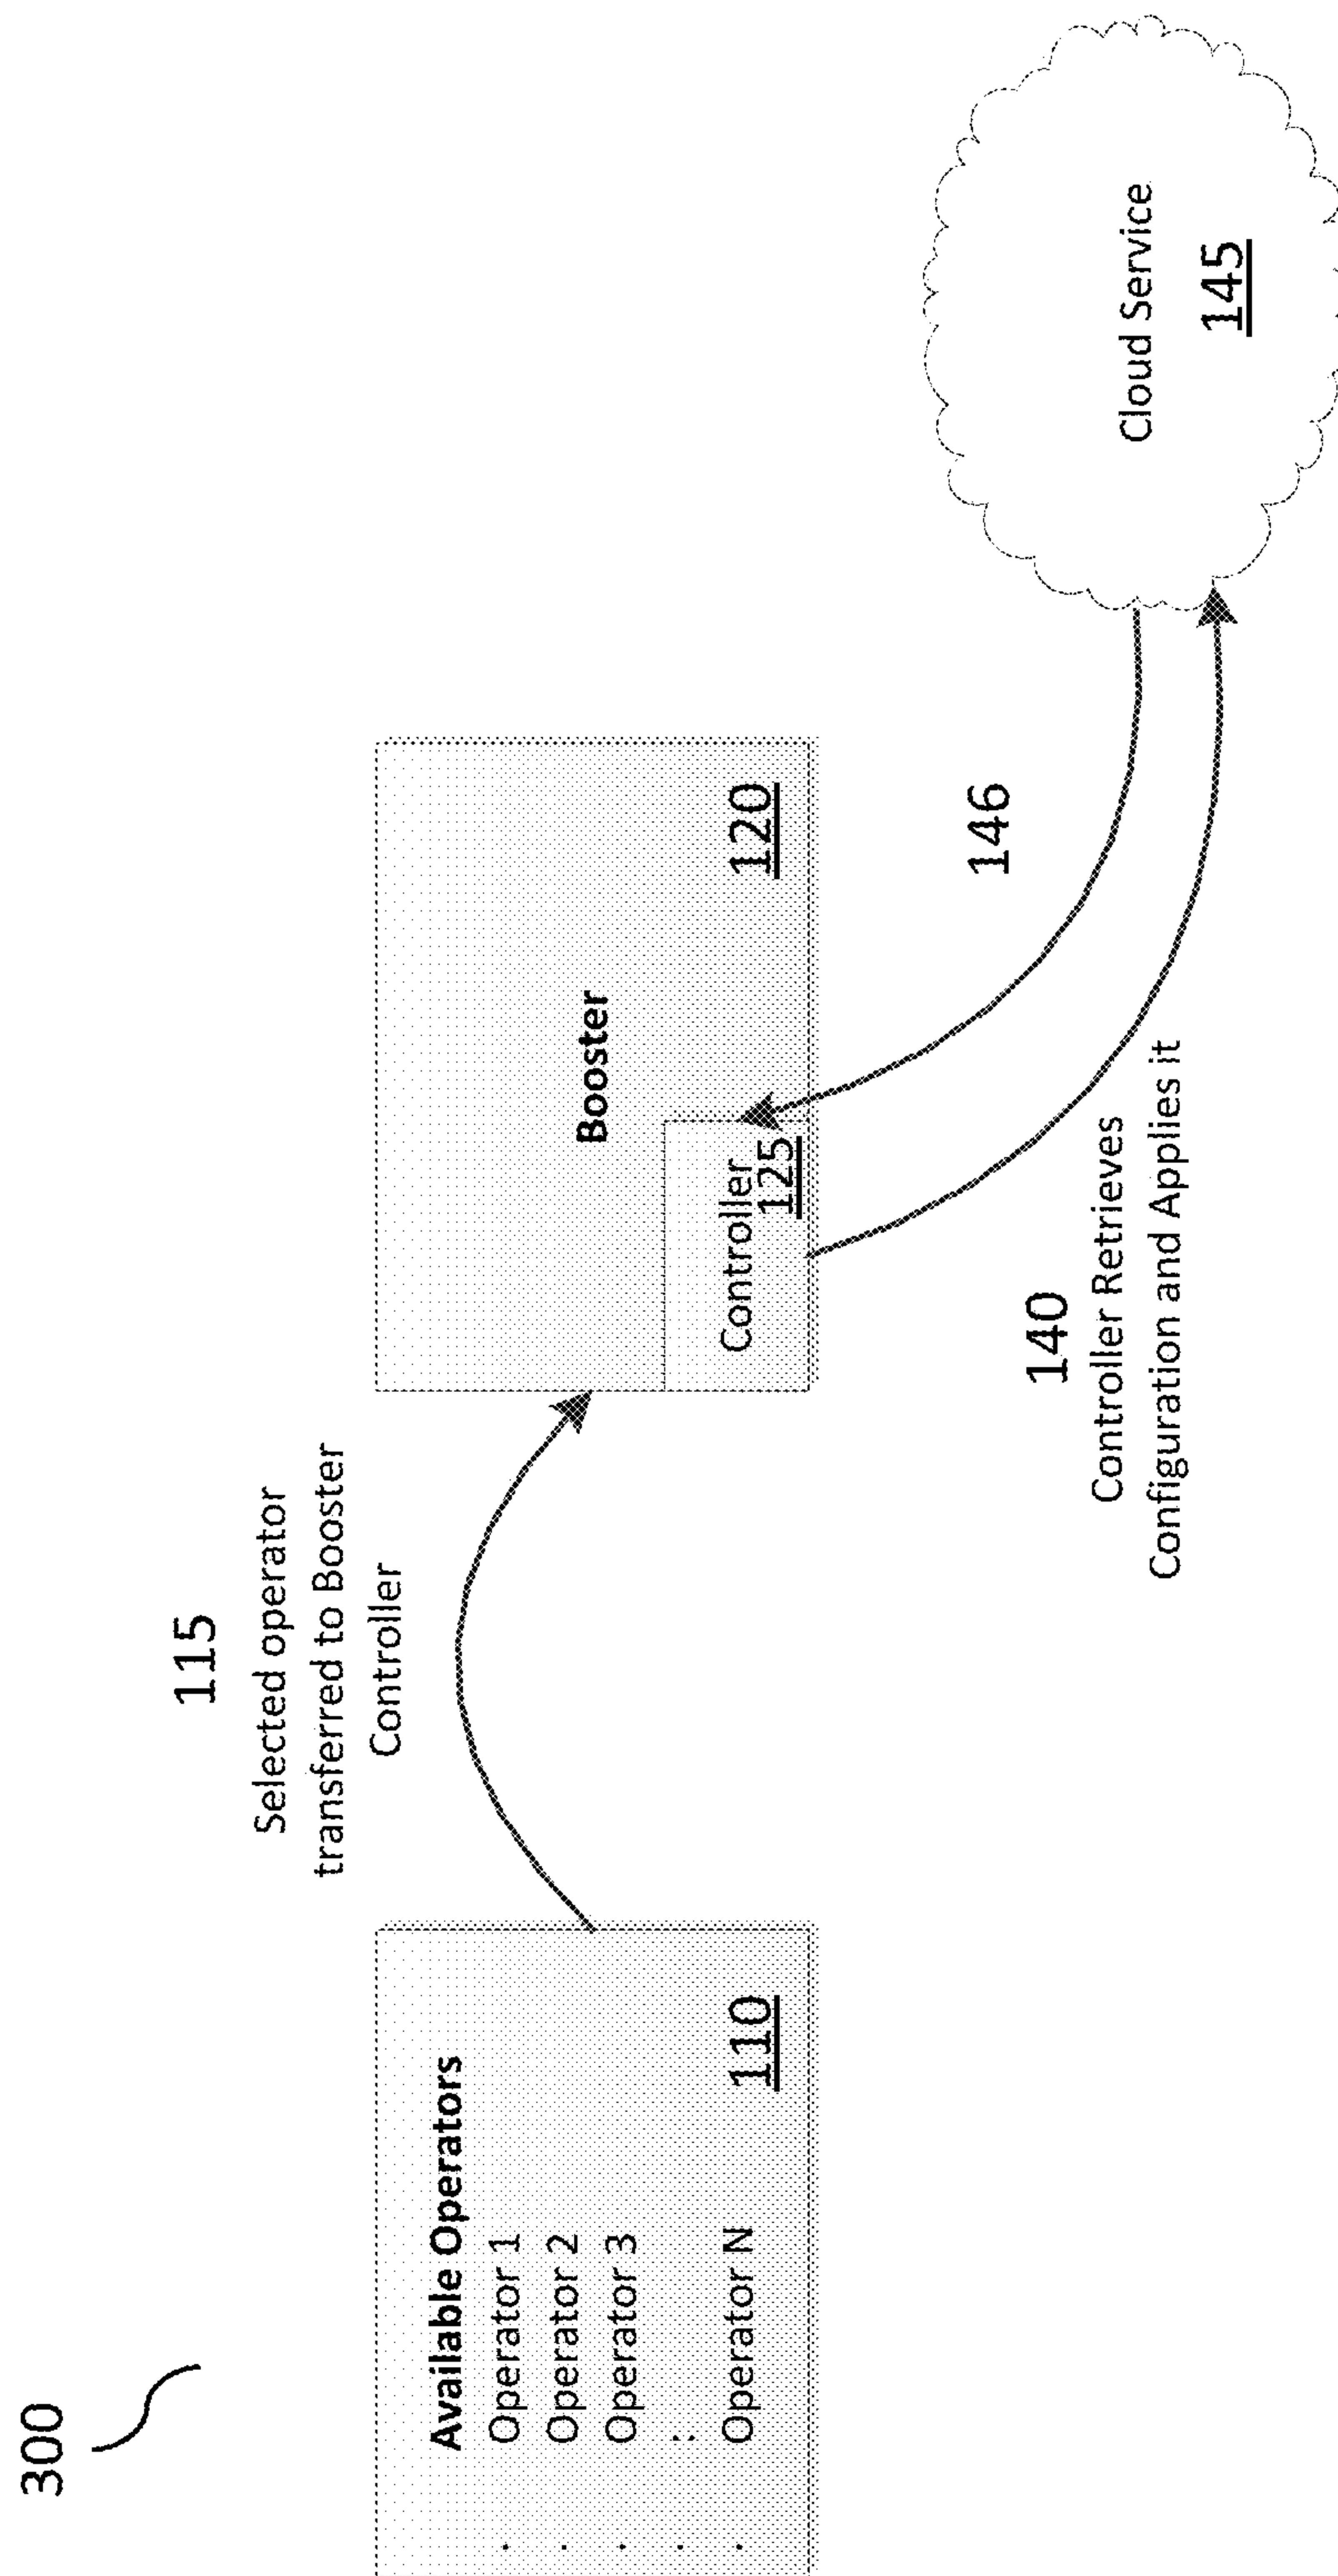 300
Available Operators
· Operator 1
· Operator 2
· Operator 3
· :
· Operator N
110
115
Selected operator
transferred to Booster
Controller
Booster
120
Controller
125
140
Controller Retrieves
Configuration and Applies it
146
Cloud Service
145